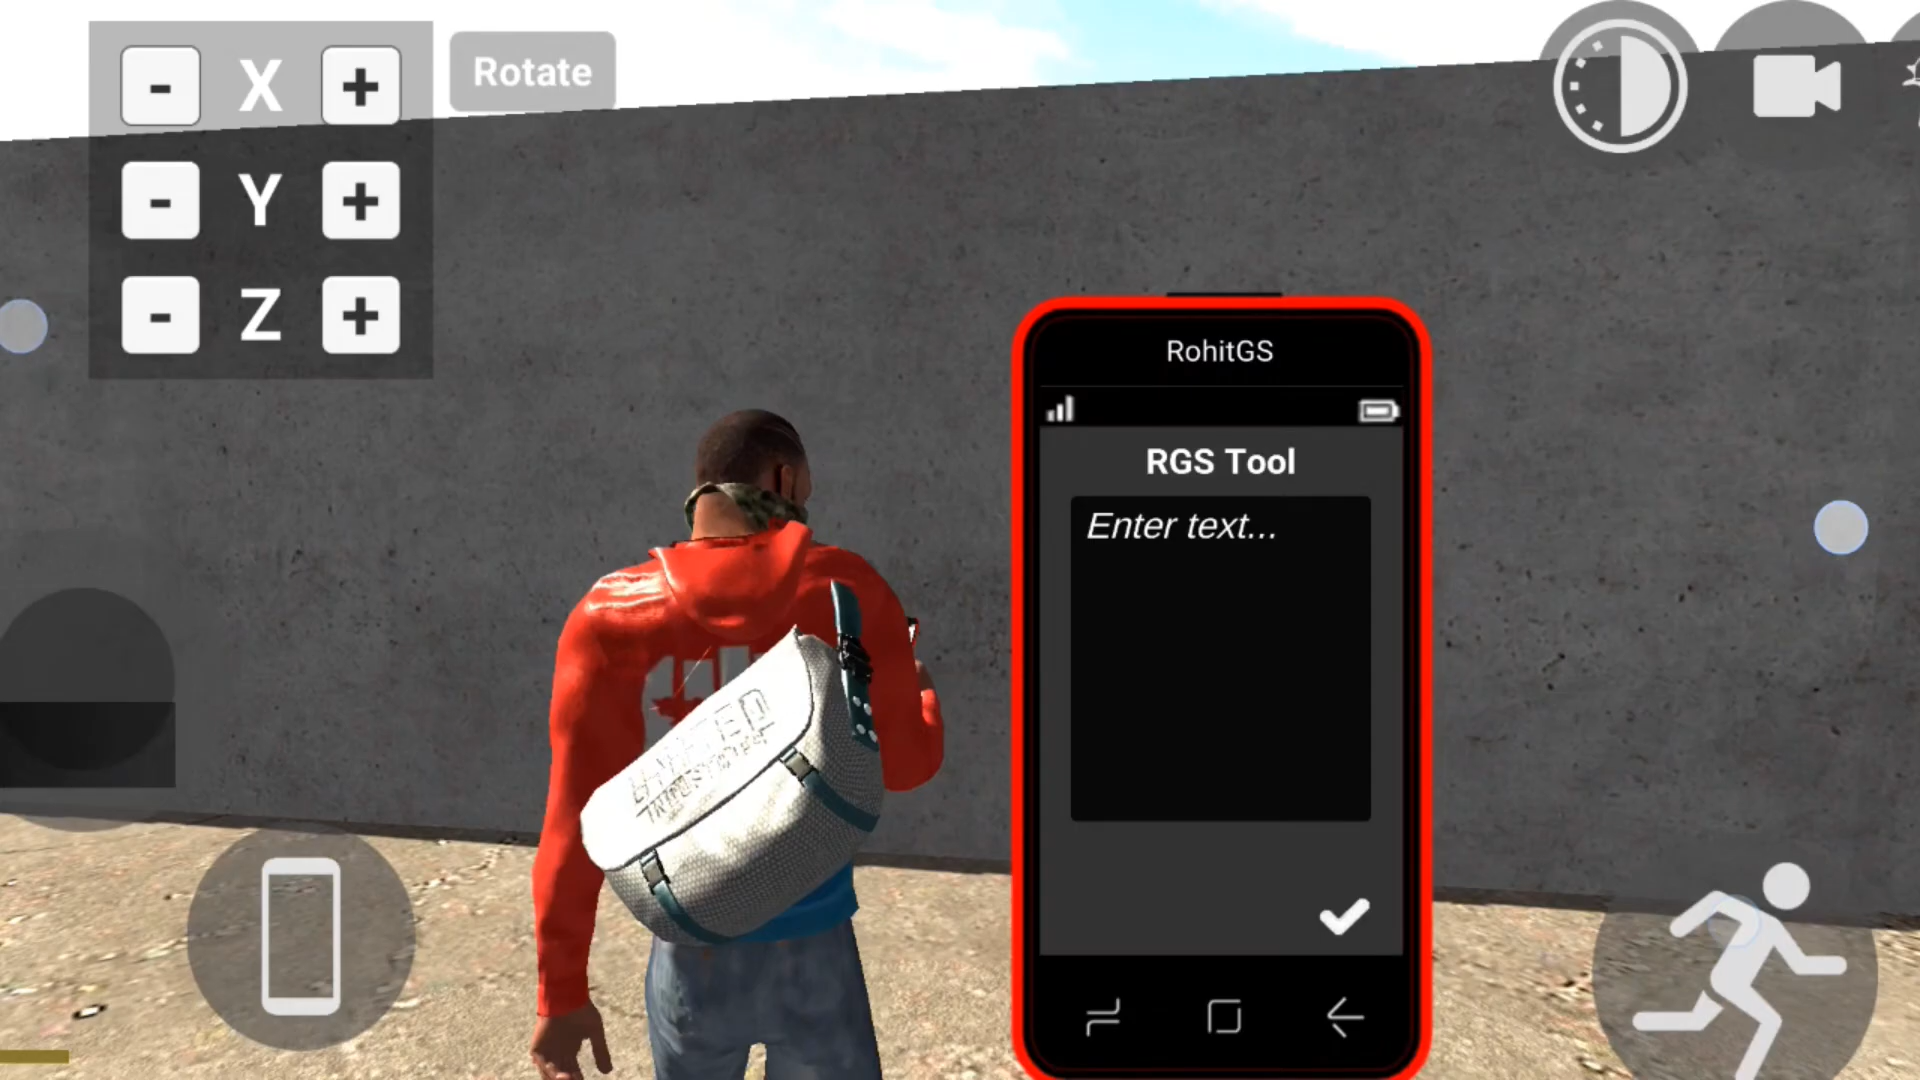 - X +
Rotate
- Y +
- Z +
RohitGS
RGS Tool
Enter text...